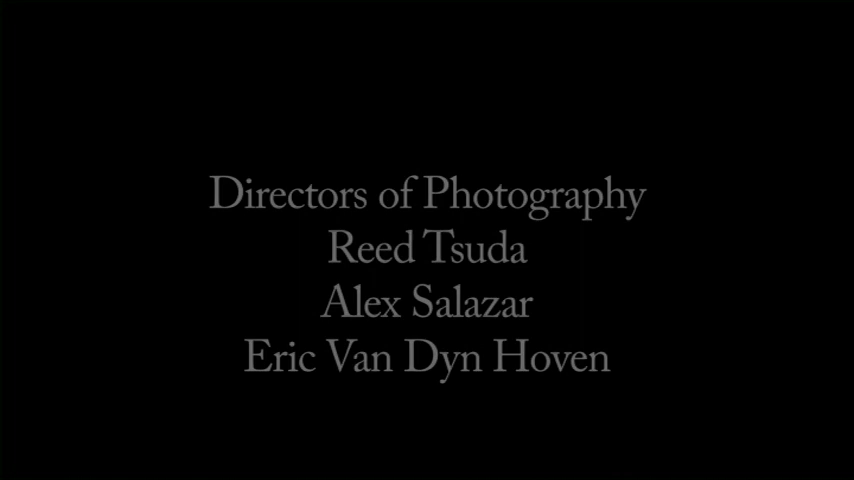 Directors of Photography
Reed Tsuda
Alex Salazar
Eric Van Dyn Hoven